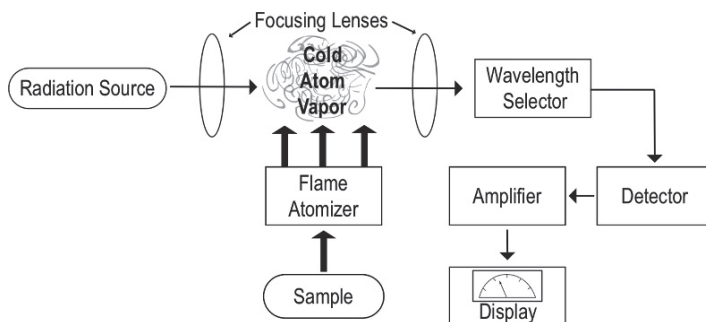 Focusing Lenses
Radiation Source
Cold
Atom
Vapor
Wavelength
Selector
Flame
Atomizer
Amplifier
Detector
Sample
Display